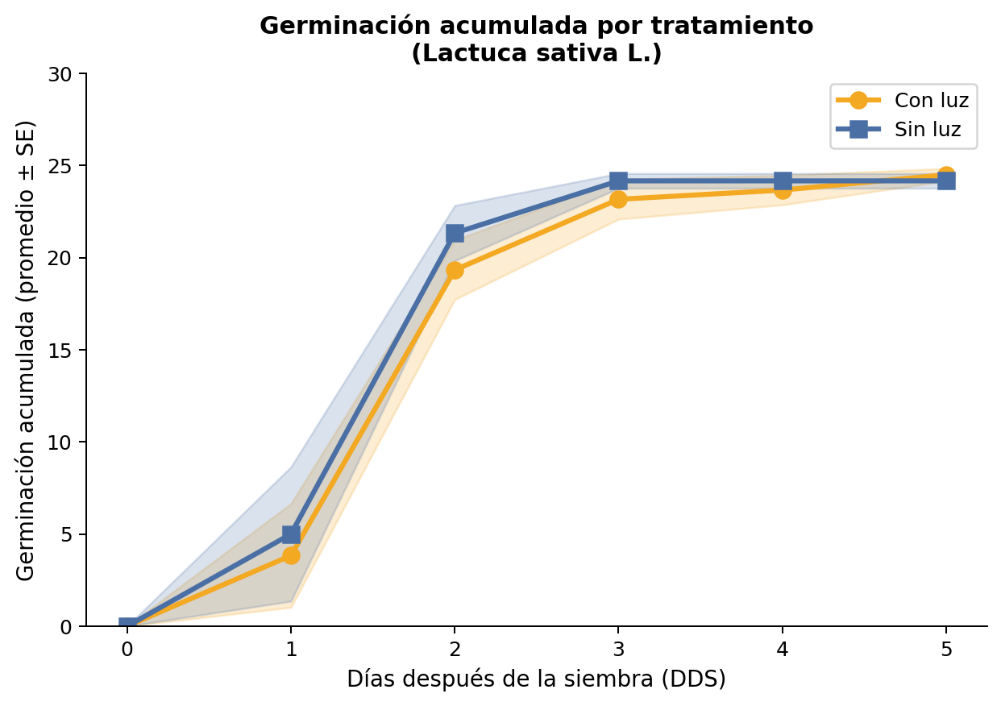 Germinación acumulada por tratamiento
(Lactuca sativa L.)
Germinación acumulada (promedio ± SE)
30
25
20
15
10
5
0
Con luz
Sin luz
0 1 2 3 4 5
Días después de la siembra (DDS)